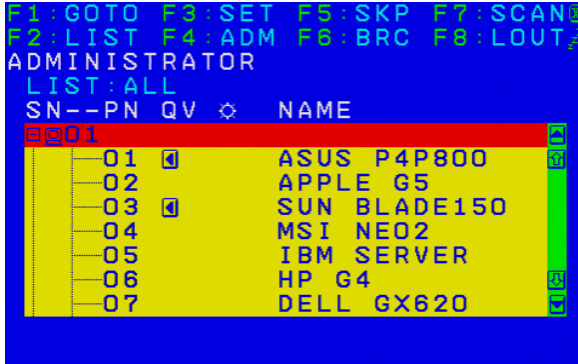 F1:GOTO F3:SET F5:SKP F7:SCAN
F2:LIST F4:ADM F6:BRC F8:LOUT
ADMINISTRATOR
LIST:ALL
SN--PN QV NAME
01
01 ASUS P4P800
02 APPLE G5
03 SUN BLADE150
04 MSI NEO2
05 IBM SERVER
06 HP G4
07 DELL GX620